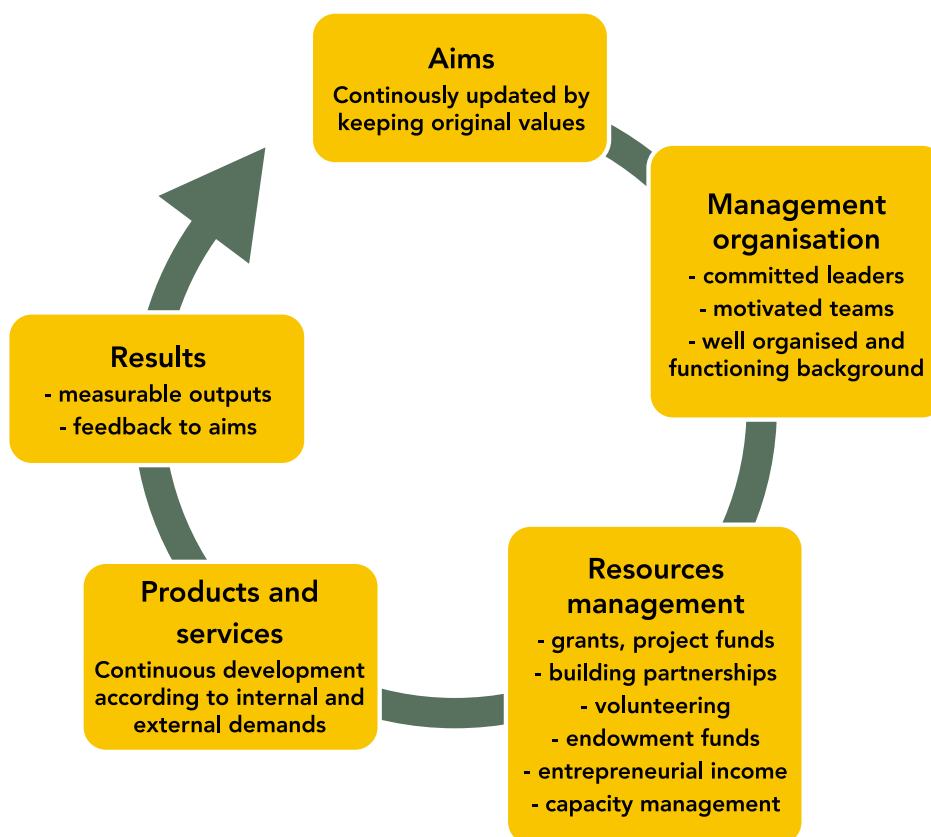 Aims
Continously updated by
keeping original values
Management
organisation
- committed leaders
- motivated teams
- well organised and
functioning background
Resources
management
- grants, project funds
- building partnerships
- volunteering
- endowment funds
- entrepreneurial income
- capacity management
Products and
services
Continuous development
according to internal and
external demands
Results
- measurable outputs
- feedback to aims